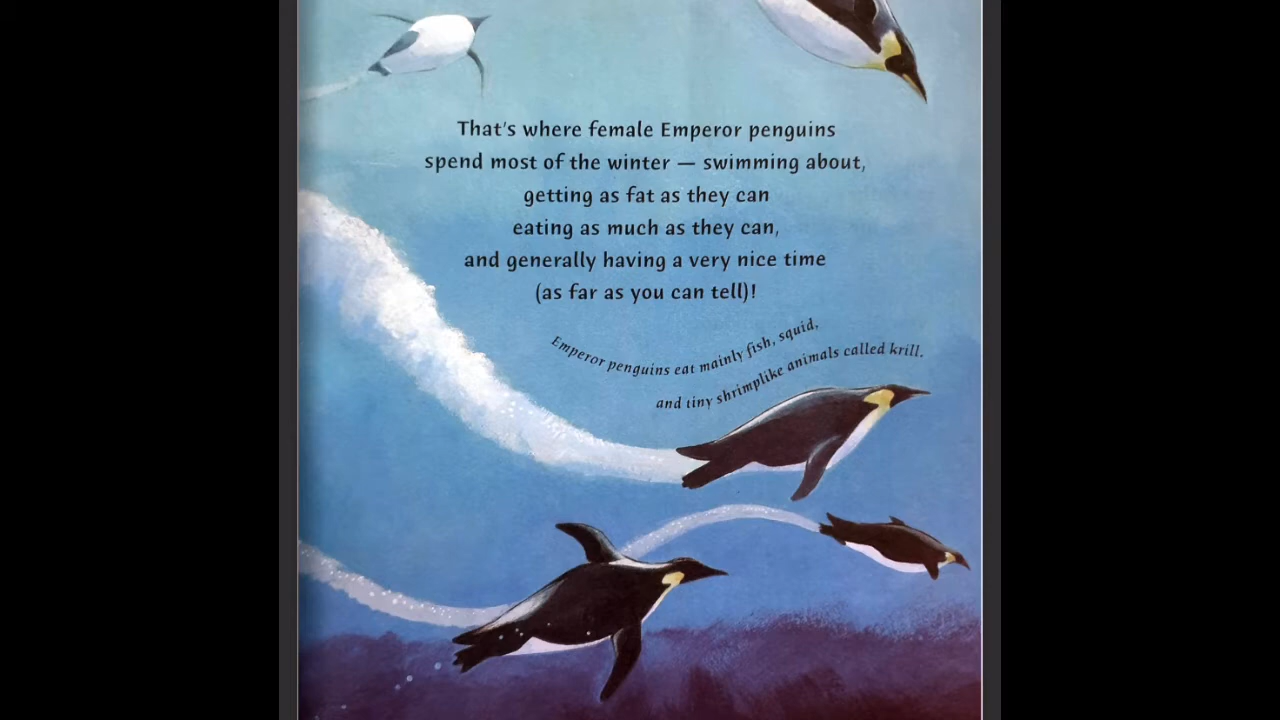 That's where female Emperor penguins
spend most of the winter — swimming about,
getting as fat as they can
eating as much as they can,
and generally having a very nice time
(as far as you can tell)!
Emperor penguins eat mainly fish, squid,
and tiny shrimplike animals called krill.